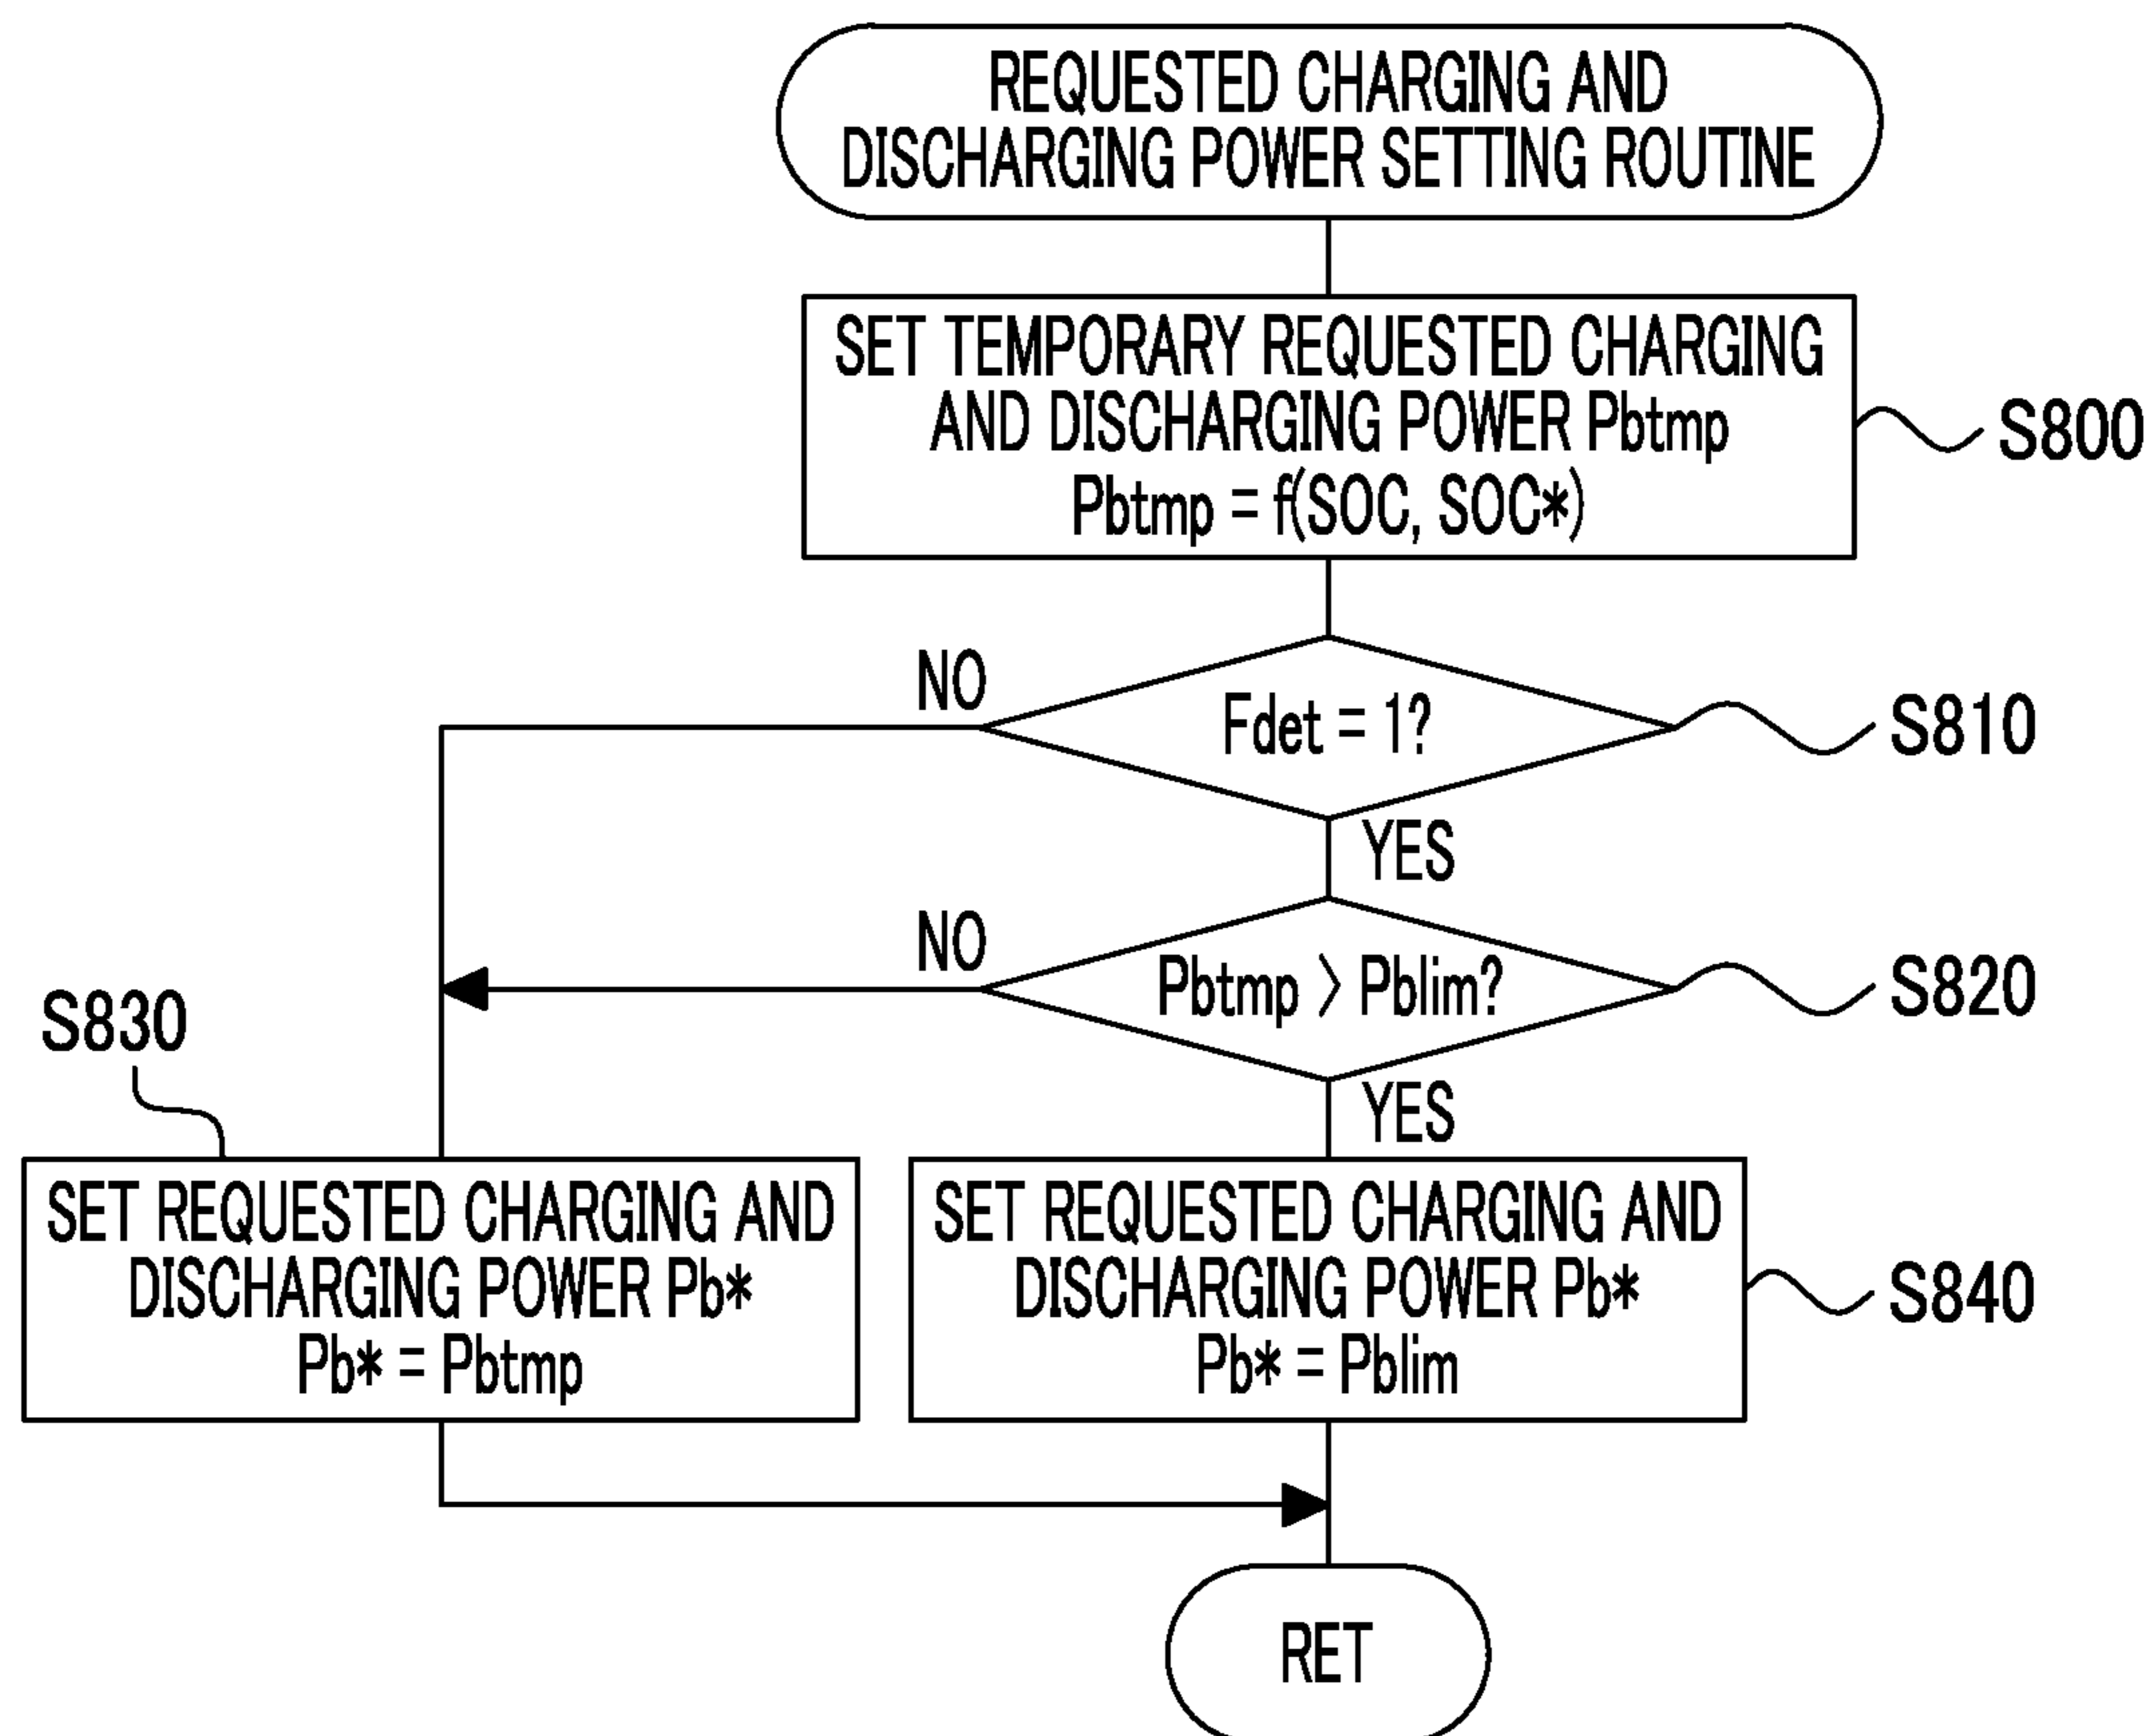 REQUESTED CHARGING AND
DISCHARGING POWER SETTING ROUTINE
SET TEMPORARY REQUESTED CHARGING
AND DISCHARGING POWER Pbtmp
Pbtmp = f(SOC, SOC*)
S800
NO
Fdet = 1?
S810
YES
NO
Pbtmp > Pblim?
S820
S830
YES
SET REQUESTED CHARGING AND
DISCHARGING POWER Pb*
Pb* = Pbtmp
SET REQUESTED CHARGING AND
DISCHARGING POWER Pb*
Pb* = Pblim
S840
RET